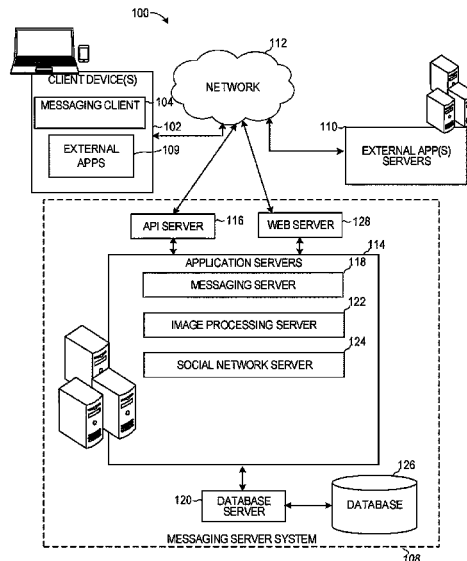 100
112
NETWORK
CLIENT DEVICE(S)
MESSAGING CLIENT
104
102
EXTERNAL
APPS
109
110
EXTERNAL APP(S)
SERVERS
API SERVER
116
WEB SERVER
128
114
APPLICATION SERVERS
118
MESSAGING SERVER
122
IMAGE PROCESSING SERVER
124
SOCIAL NETWORK SERVER
126
120
DATABASE
SERVER
DATABASE
MESSAGING SERVER SYSTEM
108